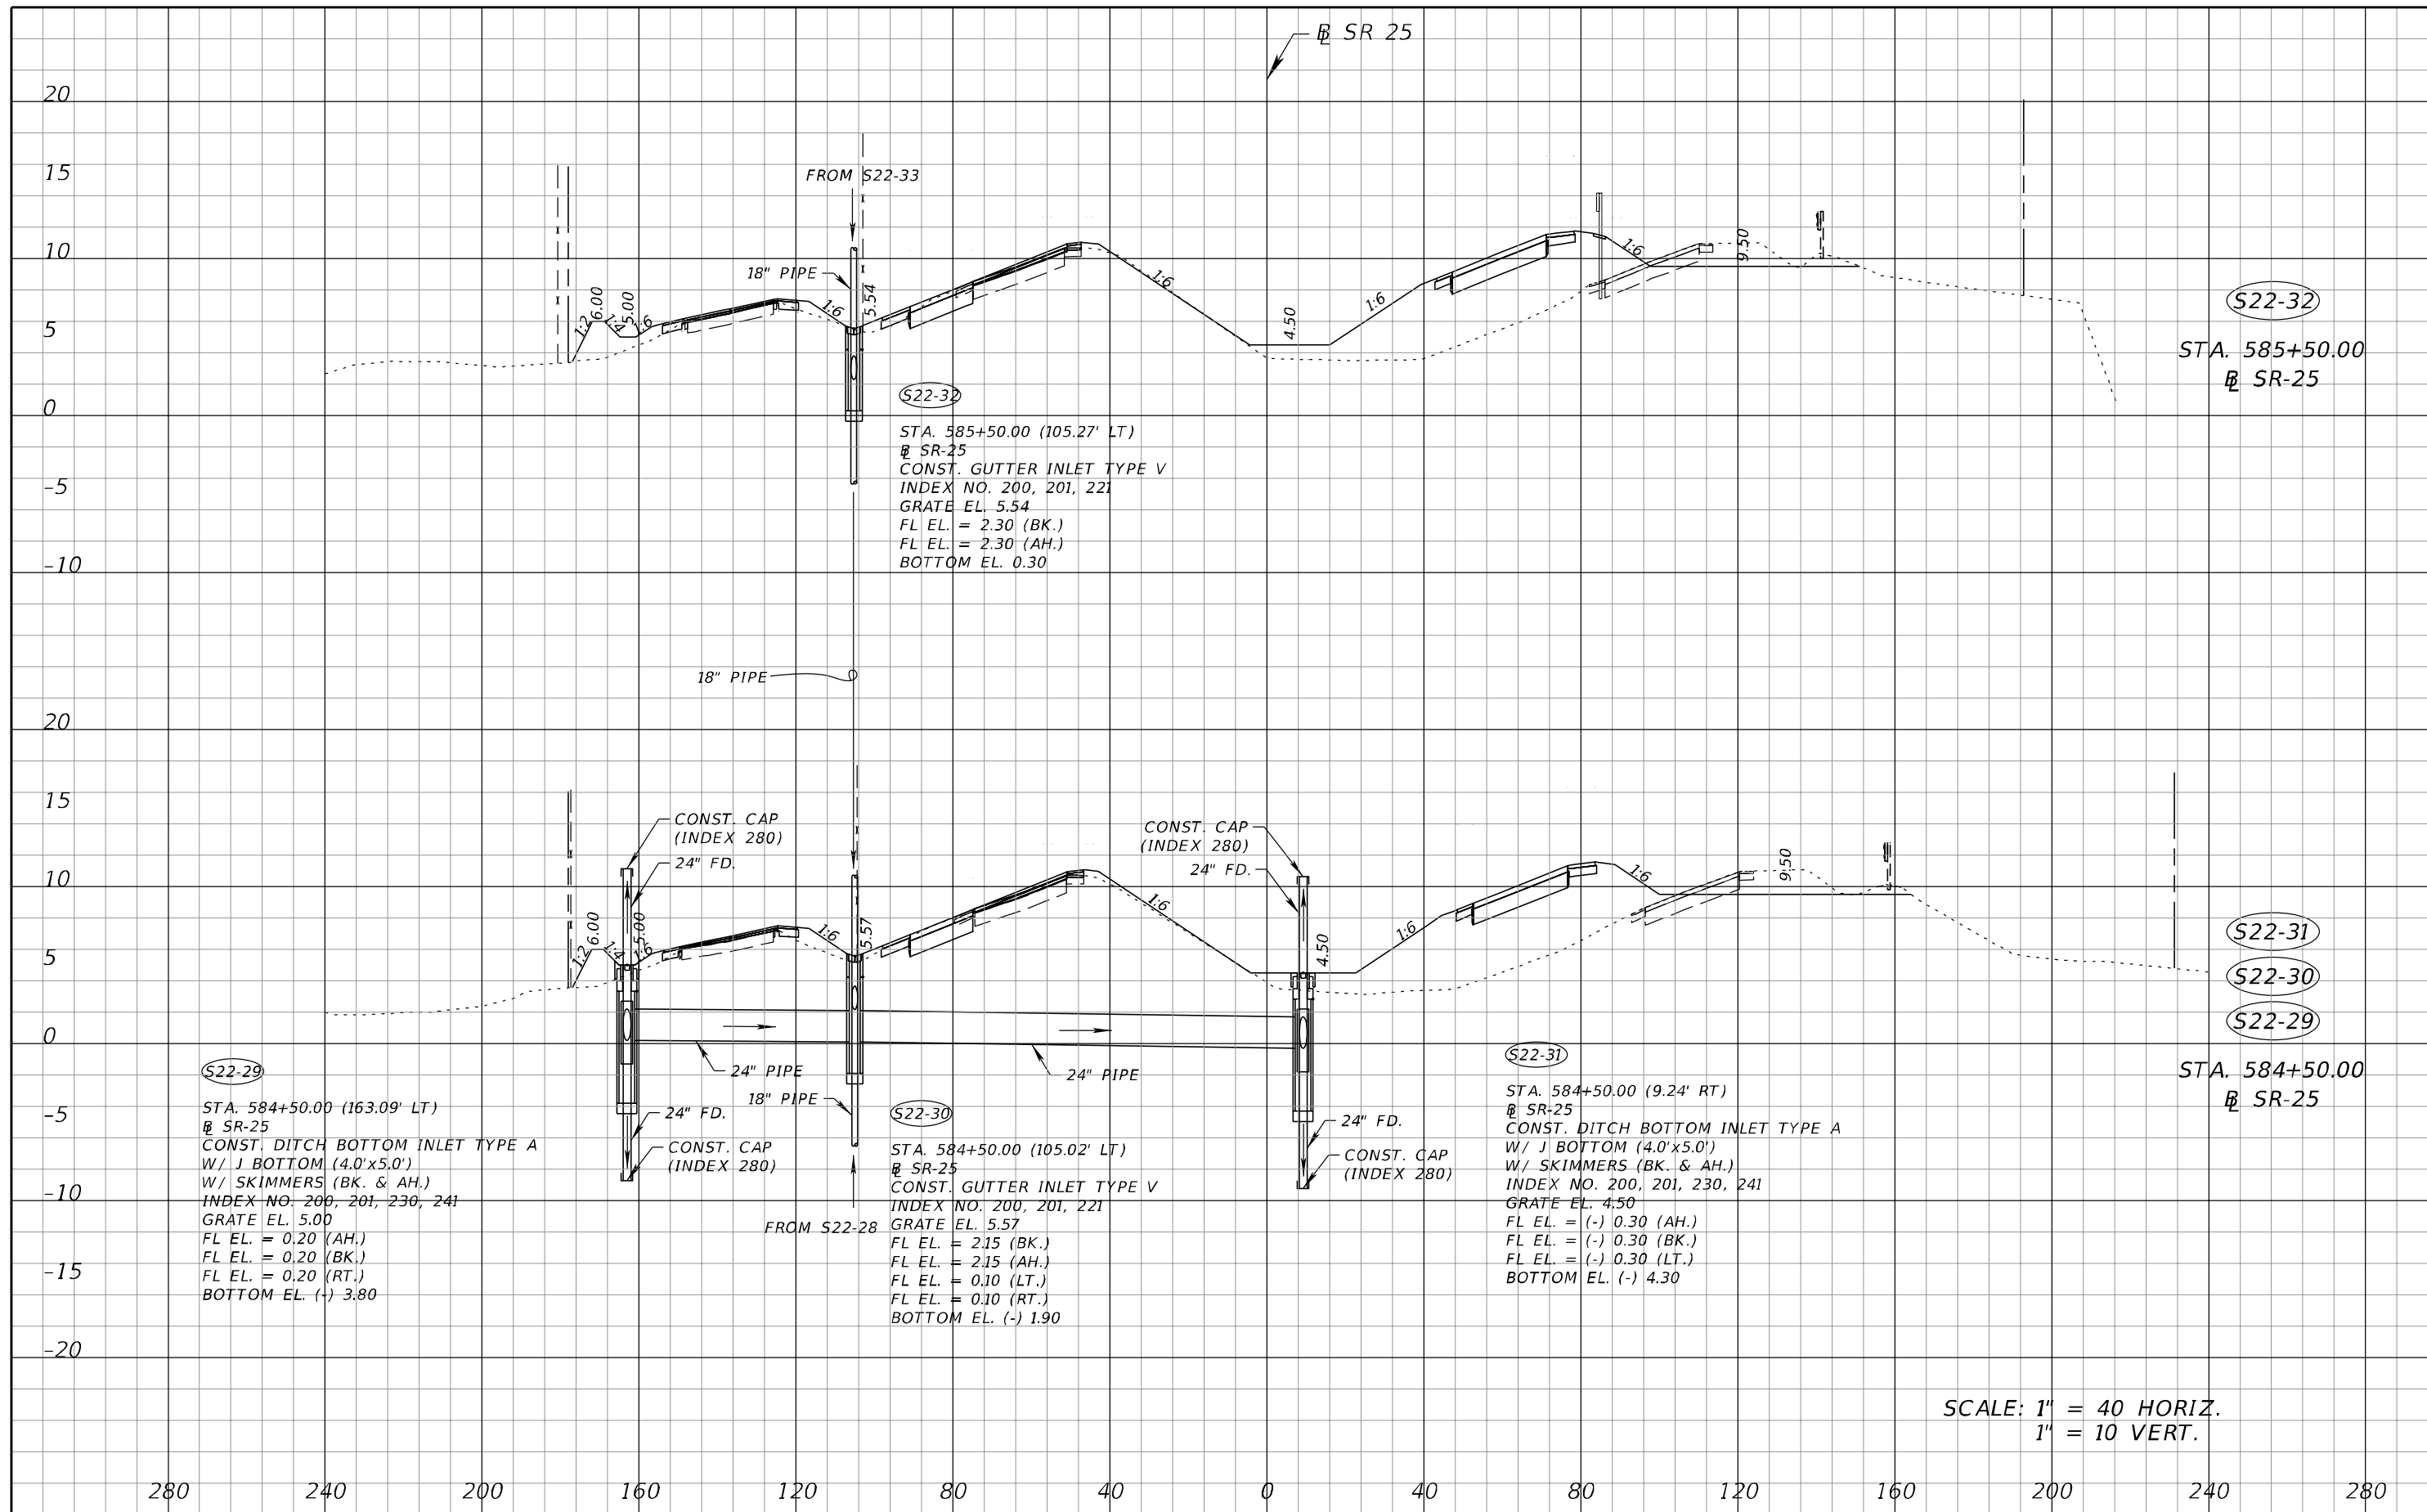 ℄ SR 25
20
15
10
5
0
-5
-10
FROM S22-33
18" PIPE
1:2
6.00
1:4
5.00
1:6
1:6
5.54
1:6
4.50
1:6
1:6
9.50
S22-32
STA. 585+50.00
℄ SR-25
S22-32
STA. 585+50.00 (105.27' LT)
℄ SR-25
CONST. GUTTER INLET TYPE V
INDEX NO. 200, 201, 221
GRATE EL. 5.54
FL EL. = 2.30 (BK.)
FL EL. = 2.30 (AH.)
BOTTOM EL. 0.30
18" PIPE
20
15
10
5
0
-5
-10
-15
-20
CONST. CAP
(INDEX 280)
24" FD.
CONST. CAP
(INDEX 280)
24" FD.
1:2
6.00
1:4
5.00
1:6
1:6
5.57
1:6
4.50
1:6
1:6
9.50
S22-31
S22-30
S22-29
STA. 584+50.00
℄ SR-25
24" PIPE
24" PIPE
18" PIPE
24" FD.
CONST. CAP
(INDEX 280)
FROM S22-28
24" FD.
CONST. CAP
(INDEX 280)
S22-29
STA. 584+50.00 (163.09' LT)
℄ SR-25
CONST. DITCH BOTTOM INLET TYPE A
W/ J BOTTOM (4.0'x5.0')
W/ SKIMMERS (BK. & AH.)
INDEX NO. 200, 201, 230, 241
GRATE EL. 5.00
FL EL. = 0.20 (AH.)
FL EL. = 0.20 (BK.)
FL EL. = 0.20 (RT.)
BOTTOM EL. (-) 3.80
S22-30
STA. 584+50.00 (105.02' LT)
℄ SR-25
CONST. GUTTER INLET TYPE V
INDEX NO. 200, 201, 221
GRATE EL. 5.57
FL EL. = 2.15 (BK.)
FL EL. = 2.15 (AH.)
FL EL. = 0.10 (LT.)
FL EL. = 0.10 (RT.)
BOTTOM EL. (-) 1.90
S22-31
STA. 584+50.00 (9.24' RT)
℄ SR-25
CONST. DITCH BOTTOM INLET TYPE A
W/ J BOTTOM (4.0'x5.0')
W/ SKIMMERS (BK. & AH.)
INDEX NO. 200, 201, 230, 241
GRATE EL. 4.50
FL EL. = (-) 0.30 (AH.)
FL EL. = (-) 0.30 (BK.)
FL EL. = (-) 0.30 (LT.)
BOTTOM EL. (-) 4.30
SCALE: 1" = 40 HORIZ.
1" = 10 VERT.
280 240 200 160 120 80 40 0 40 80 120 160 200 240 280